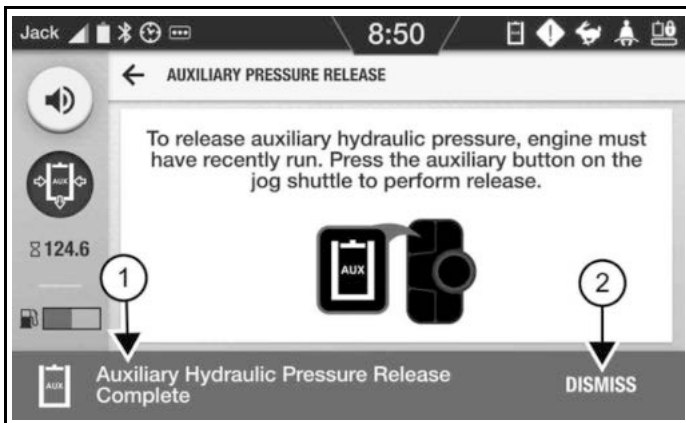 Jack
8:50
AUXILIARY PRESSURE RELEASE
To release auxiliary hydraulic pressure, engine must
have recently run. Press the auxiliary button on the
jog shuttle to perform release.
AUX
AUX
124.6
1
2
AUX
Auxiliary Hydraulic Pressure Release
Complete
DISMISS